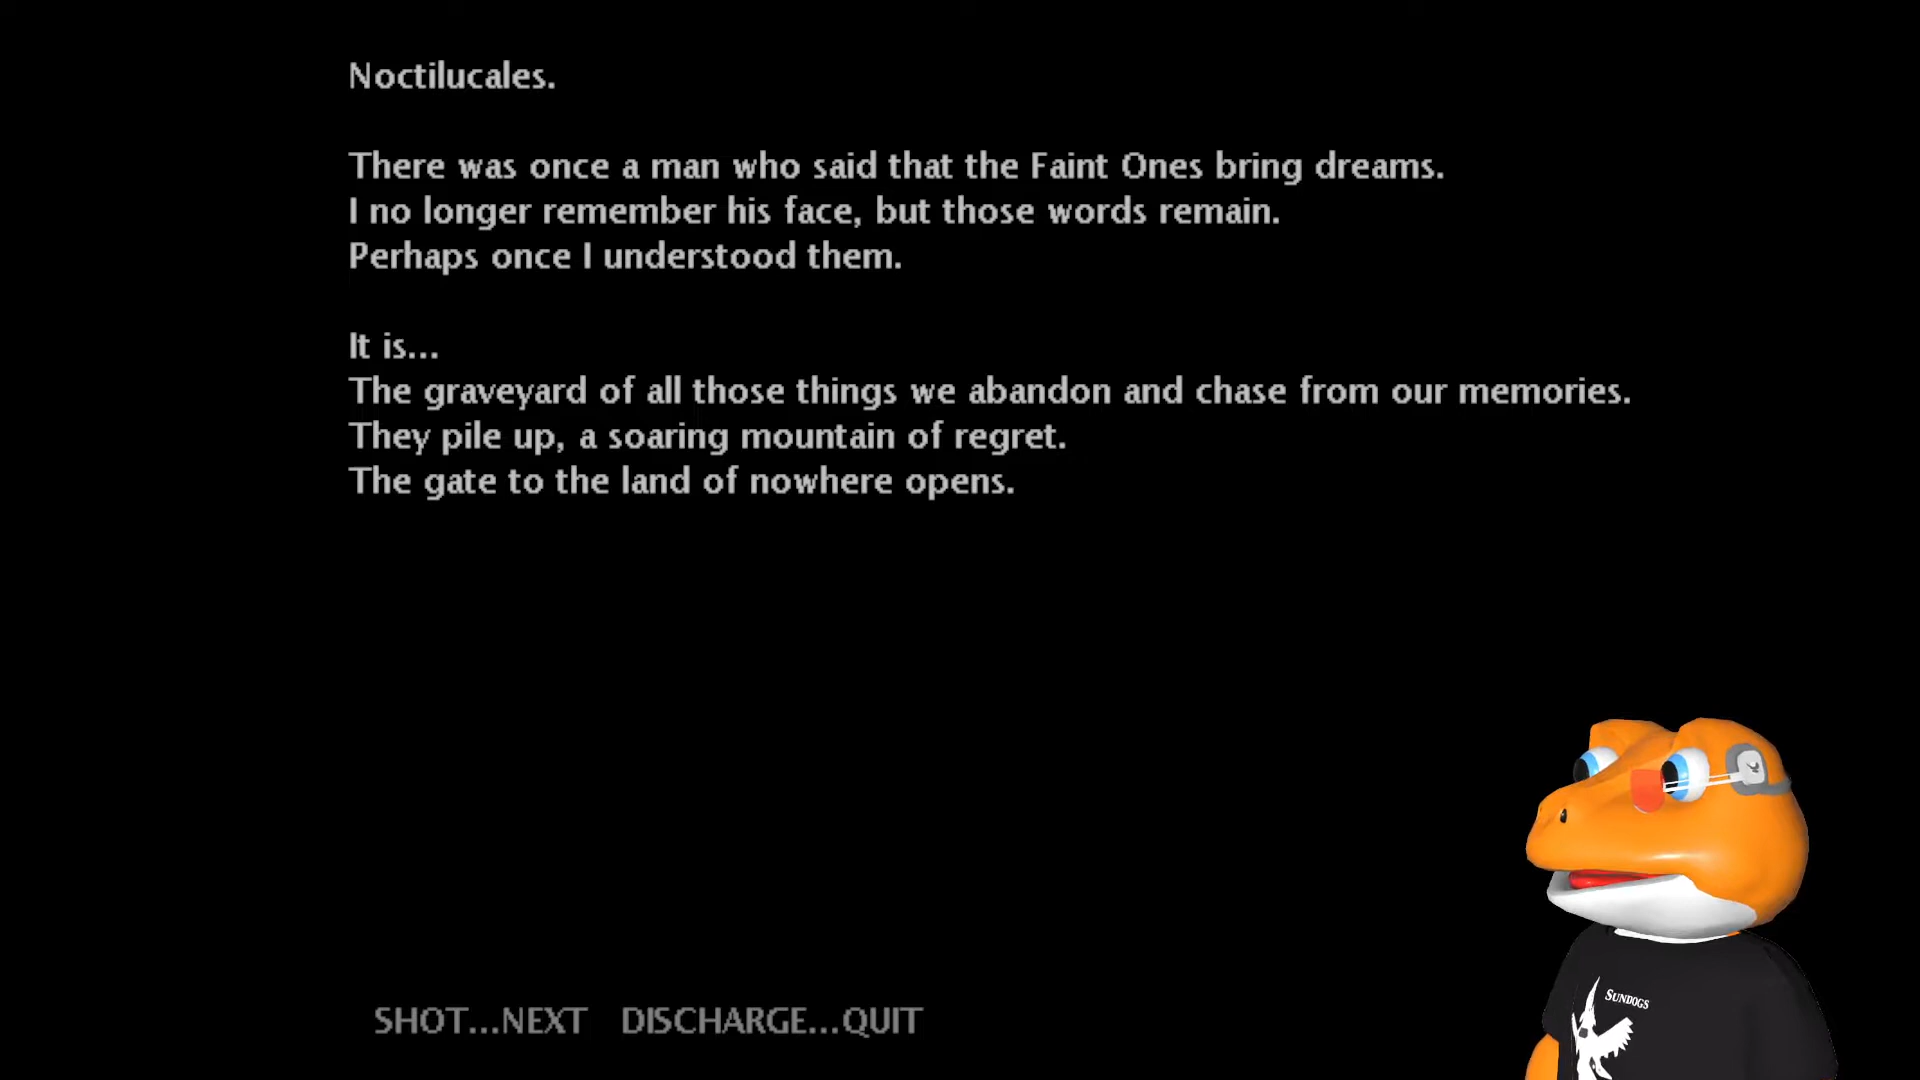 Noctilucales.
There was once a man who said that the Faint Ones bring dreams.
I no longer remember his face, but those words remain.
Perhaps once I understood them.
It is...
The graveyard of all those things we abandon and chase from our memories.
They pile up, a soaring mountain of regret.
The gate to the land of nowhere opens.
SUNDOGS
SHOT...NEXT DISCHARGE...QUIT